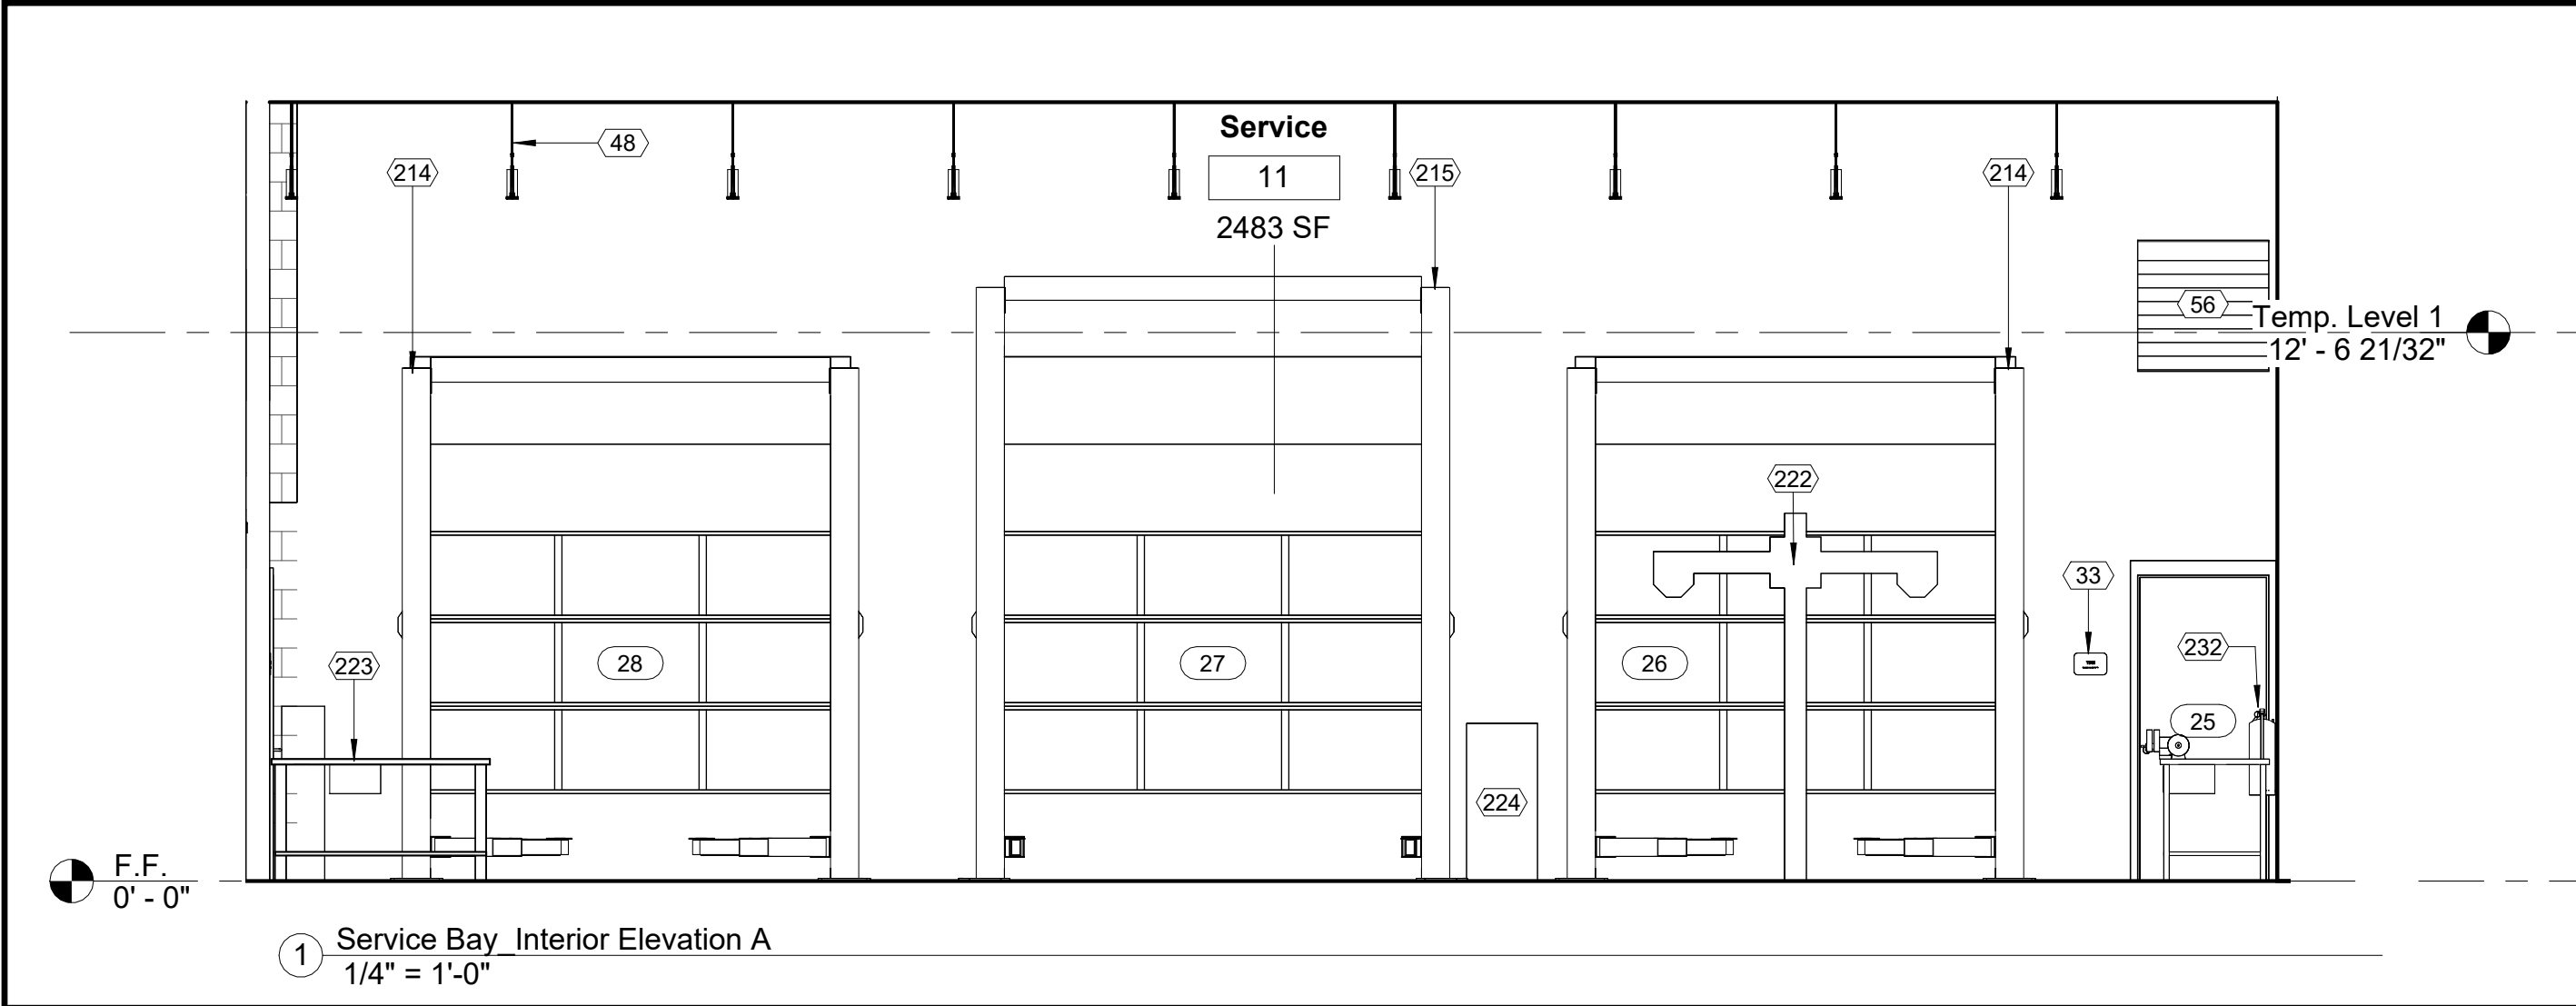 Service
48
214
11
215
214
2483 SF
56
Temp. Level 1
12' - 6 21/32"
222
33
232
223
28
27
26
25
224
F.F.
0' - 0"
1
Service Bay_Interior Elevation A
1/4" = 1'-0"